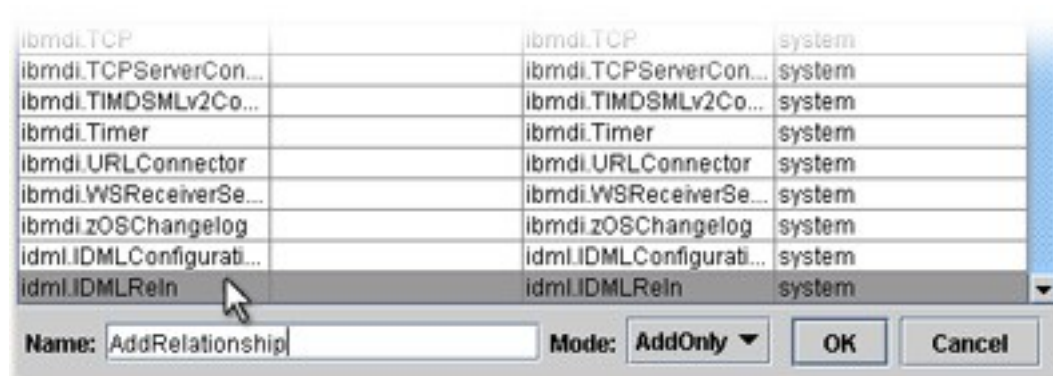 ibmdi.TCP ibmdi.TCP system
ibmdi.TCPServerCon... ibmdi.TCPServerCon... system
ibmdi.TIMDSMLv2Co... ibmdi.TIMDSMLv2Co... system
ibmdi.Timer ibmdi.Timer system
ibmdi.URLConnector ibmdi.URLConnector system
ibmdi.WSReceiverSe... ibmdi.WSReceiverSe... system
ibmdi.zOSChangelog ibmdi.zOSChangelog system
idml.IDMLConfigurati... idml.IDMLConfigurati... system
idml.IDMLReln idml.IDMLReln system
Name: AddRelationship Mode: AddOnly OK Cancel